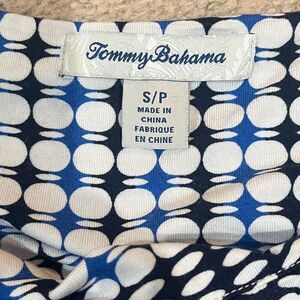 Tommy Bahama
S/P
MADE IN
CHINA
FABRIQUE
EN CHINE